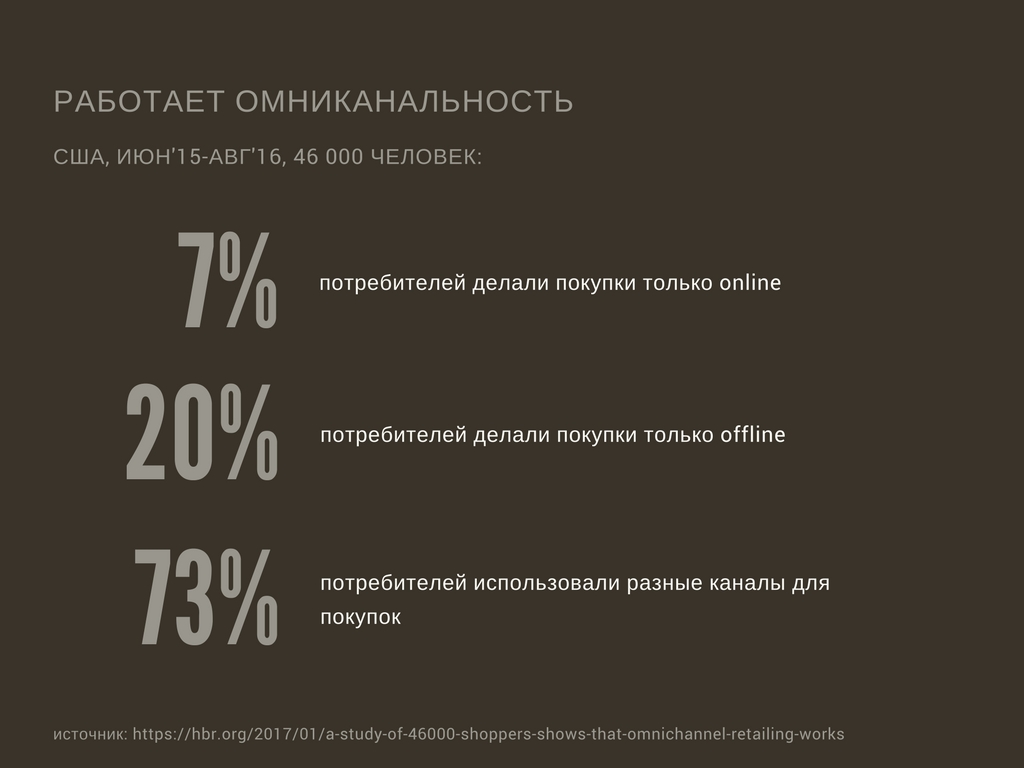 РАБОТАЕТ ОМНИКАНАЛЬНОСТЬ
США, ИЮН'15-АВГ'16, 46 000 ЧЕЛОВЕК:
7%
потребителей делали покупки только online
20%
потребителей делали покупки только offline
73%
потребителей использовали разные каналы для
покупок
источник: https://hbr.org/2017/01/a-study-of-46000-shoppers-shows-that-omnichannel-retailing-works